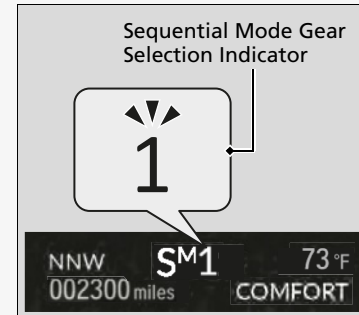 Sequential Mode Gear
Selection Indicator
1
NNW SM1 73 °F
002300 miles COMFORT